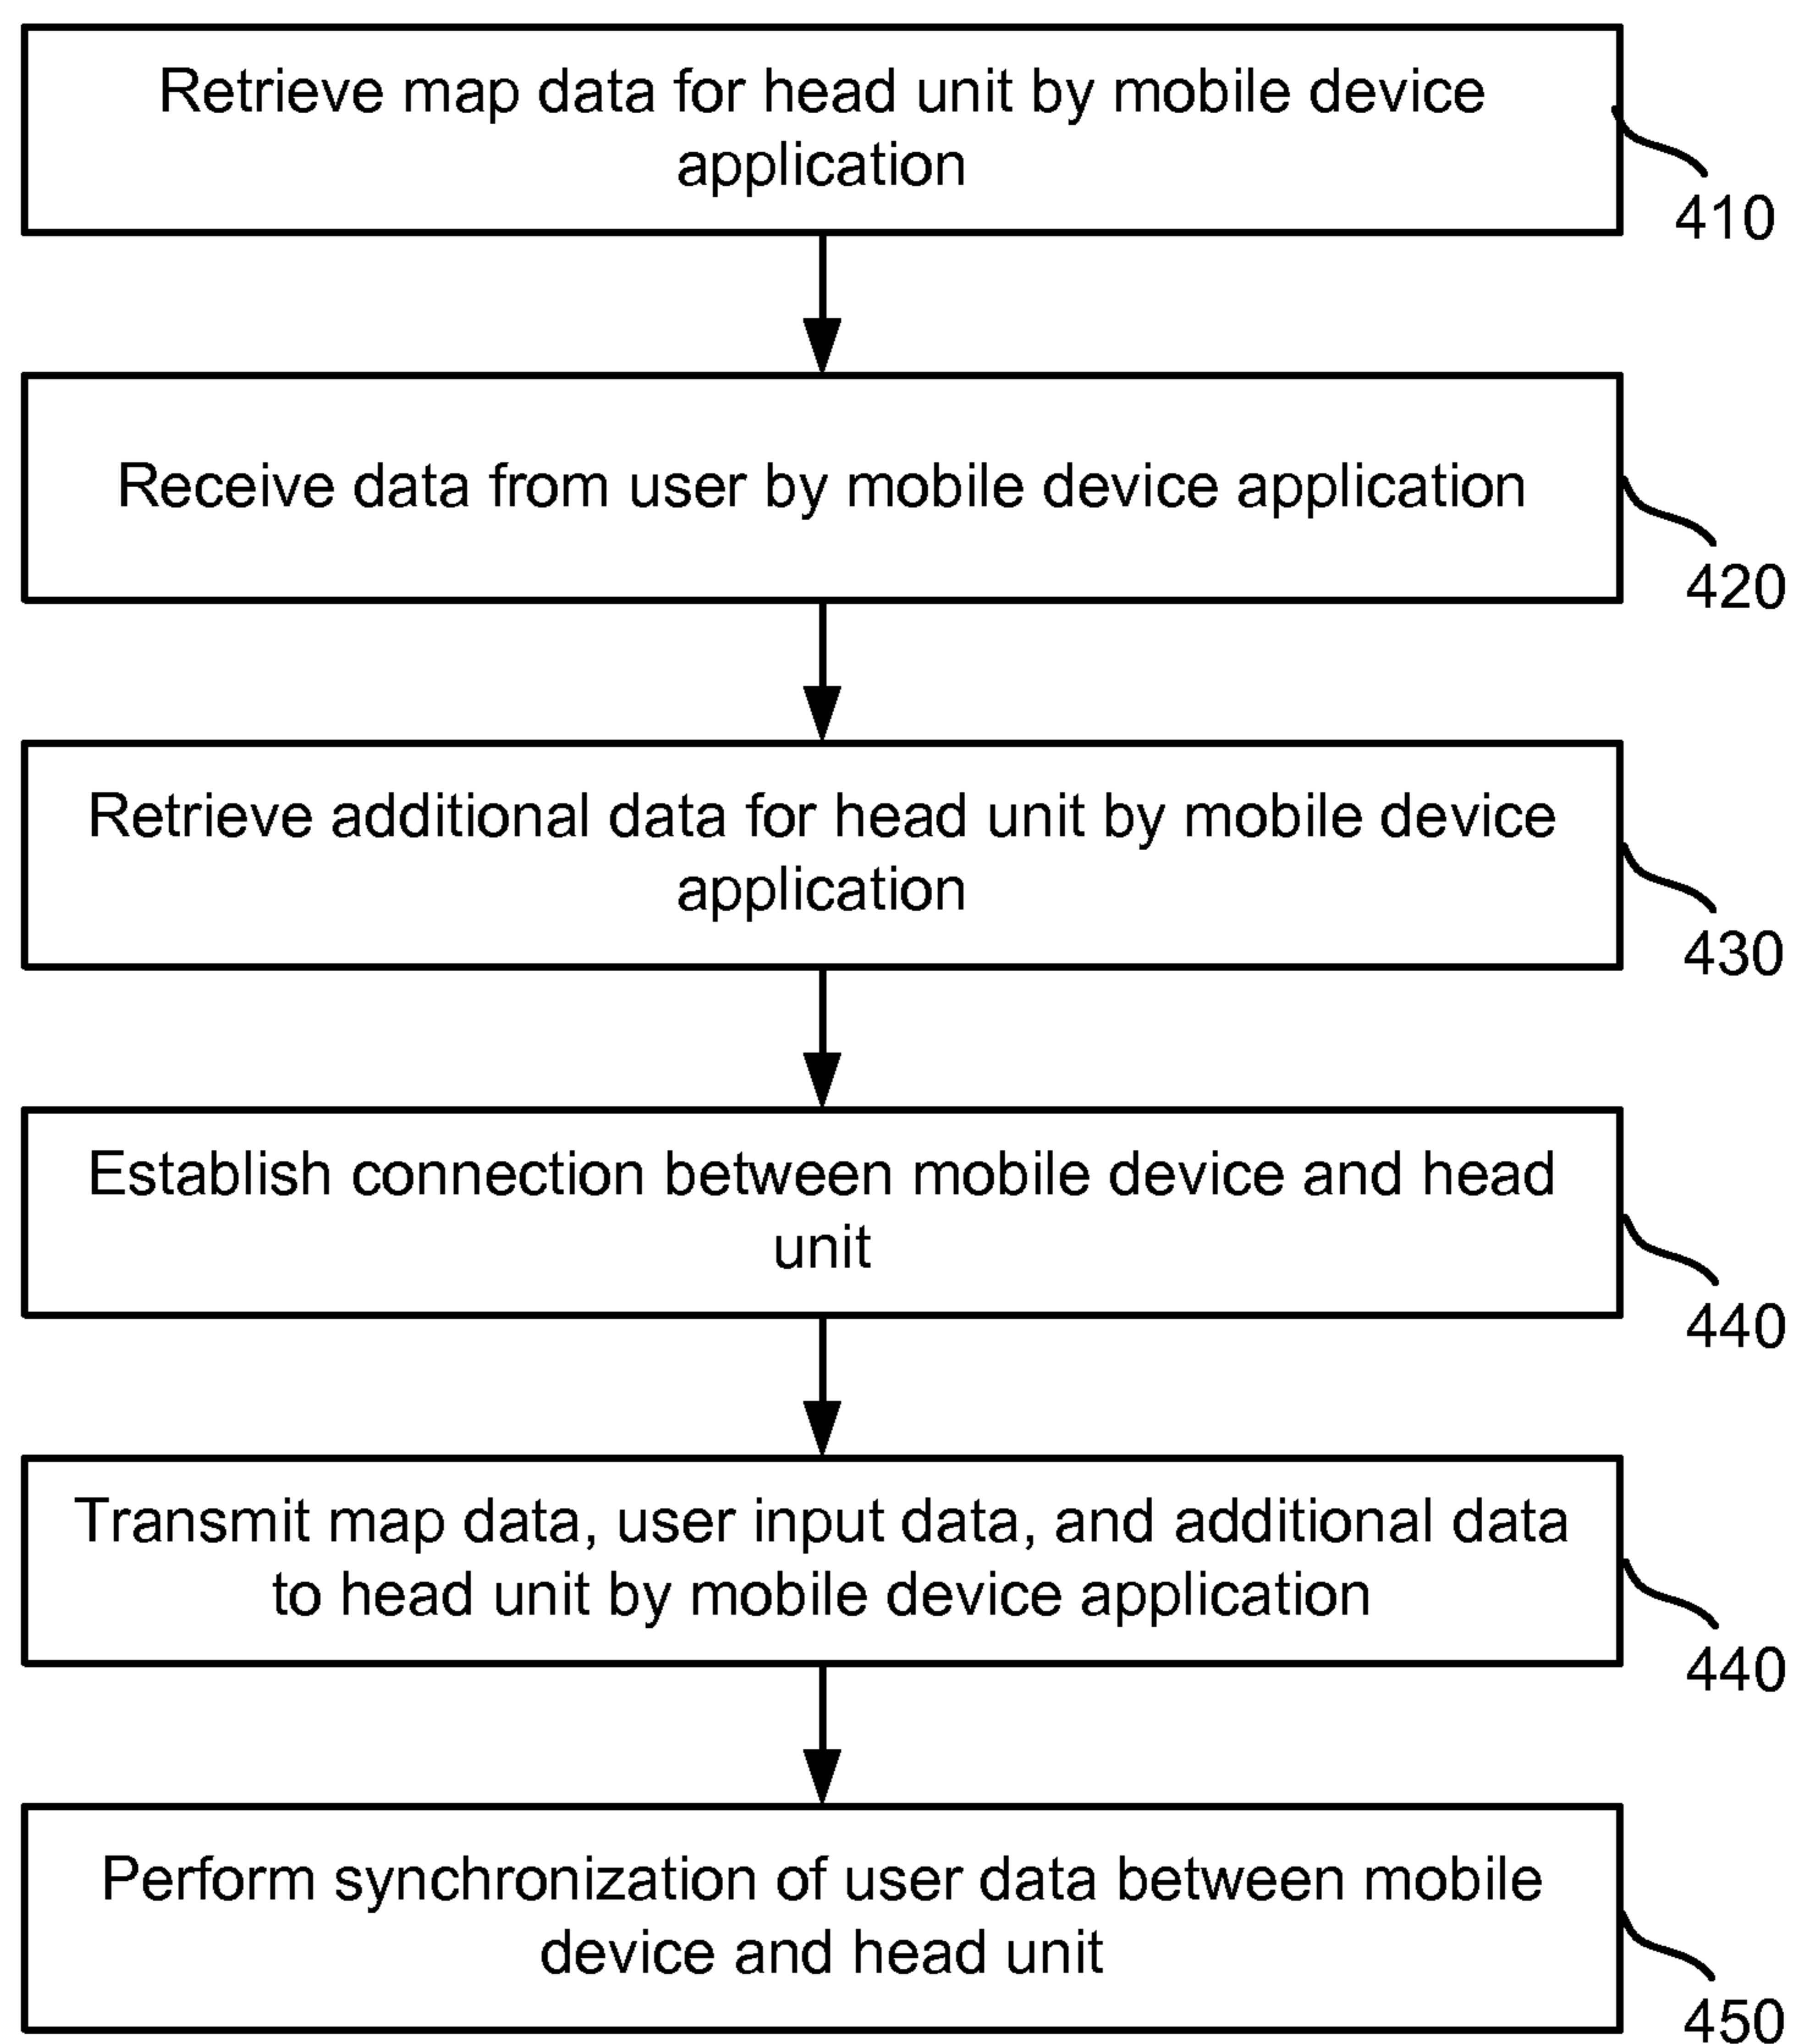 Retrieve map data for head unit by mobile device
application
410
Receive data from user by mobile device application
420
Retrieve additional data for head unit by mobile device
application
430
Establish connection between mobile device and head
unit
440
Transmit map data, user input data, and additional data
to head unit by mobile device application
440
Perform synchronization of user data between mobile
device and head unit
450